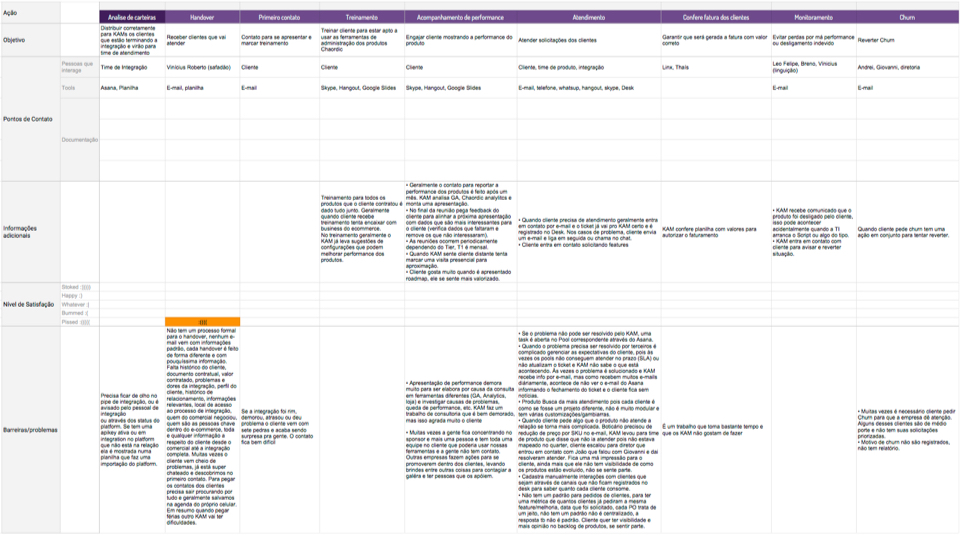 Ação
Analise de carteiras
Handover
Primeiro contato
Treinamento
Acompanhamento de performance
Atendimento
Confere fatura dos clientes
Monitoramento
Churn
Objetivo
Distribuir corretamente
para KAMs os clientes
que estão terminando a
integração e virão para
time de atendimento
Receber clientes que vai
atender
Contato para se apresentar e
marcar treinamento
Treinar cliente para estar apto a
usar as ferramentas de
administração dos produtos
Chaordic
Engajar cliente mostrando a performance do
produto
Atender solicitações dos clientes
Garantir que será gerada a fatura com valor
correto
Evitar perdas por má performance
ou desligamento indevido
Reverter Churn
Pontos de Contato
Pessoas que
interage
Time de Integração
Vinícius Roberto (safadão)
Cliente
Cliente
Cliente
Cliente, time de produto, integração
Linx, Thaís
Leo Felipe, Breno, Vinícius
(linguição)
Andrei, Giovanni, diretoria
Tools
Asana, Planilha
E-mail, planilha
E-mail
Skype, Hangout, Google Slides
Skype, Hangout, Google Slides
E-mail, telefone, whatsup, hangout, skype, Desk
E-mail
E-mail
Documentação
Informações
adicionais
Treinamento para todos os
produtos que o cliente contratou é
dado tudo junto. Geralmente
quando cliente recebe
treinamento tenta encaixar com
business do ecommerce.
No treinamento geralmente o KAM
já leva sugestões de
configurações que podem
melhorar performance dos
produtos.
• Geralmente o contato para reportar a
performance dos produtos é feito após um
mês. KAM analisa GA, Chaordic analytics e
monta uma apresentação.
• No final da reunião pega feedback do
cliente para alinhar a próxima apresentação
com dados que são mais interessantes para
o cliente (verifica dados que faltaram e
remove os que não interessaram).
• As reuniões ocorrem periodicamente
dependendo do Tier, T1 é mensal.
• Quando KAM sente cliente distante tenta
marcar uma visita presencial para
aproximação.
• Cliente gosta muito quando é apresentado
roadmap, ele se sente mais valorizado.
• Quando cliente precisa de atendimento geralmente entra
em contato por e-mail e o ticket já vai pro KAM certo e é
registrado no Desk. Nos casos de problema, cliente envia
um e-mail e liga em seguida ou chama no chat.
• Cliente entra em contato solicitando features
KAM confere planilha com valores para
autorizar o faturamento
• KAM recebe comunicado que o
produto foi desligado pelo cliente,
isso pode acontecer
acidentalmente quando a TI
arranca o Script ou algo do tipo.
• KAM entra em contato com
cliente para avisar e reverter
situação.
Quando cliente pede churn tem uma
ação em conjunto para tentar reverter.
Nível de Satisfação
Happy :)
Whatever :|
Bummed :[
Barreiras/problemas
Precisa ficar de olho no
pipe de integração, ou é
avisado pelo pessoal de
integração
ou através dos status do
platform. Se tem uma
apikey ativa ou em
integration no platform
que não está na relação
ela é mostrada numa
planilha que faz uma
importação do platform.
Não tem um processo formal
para o handover, nenhum e-
mail vem com informações
padrão, cada handover é feito
de forma diferente e com
pouquíssima informação.
Falta histórico do cliente,
documento contratual, valor
contratado, problemas e
dores da integração, perfil do
cliente, histórico de
relacionamento, informações
relevantes, local de acesso
ao processo de integração,
quem do comercial negociou,
quem são as pessoas chave
dentro do e-commerce, toda
e qualquer informação a
respeito do cliente desde o
comercial até a integração
completa. Muitas vezes o
cliente vem cheio de
problemas, já está super
chateado e descobrimos no
primeiro contato. Para pegar
os contatos dos clientes
precisa sair procurando por
tudo e geralmente salvamos
na agenda do próprio celular.
Em resumo quando pegar
férias outro KAM vai ter
dificuldades.
Se a integração foi rim,
demorou, atrasou ou deu
problema o cliente vem com
sete pedras e acaba sendo
surpresa pra gente. O contato
fica bem difícil
• Apresentação de performance demora
muito para ser elabora por causa da consulta
em ferramentas diferentes (GA, Analytics,
loja) e investigar causas de problemas,
queda de performance, etc. KAM faz um
trabalho de consultoria que é bem demorado,
mas isso agrada muito o cliente
• Muitas vezes a gente fica concentrando no
sponsor e mais uma pessoa e tem toda uma
equipe no cliente que poderia usar nossas
ferramentas e a gente não tem contato.
Outras empresas fazem ações para se
promoverem dentro dos clientes, levando
brindes entre outras coisas para contagiar a
galéra e ter pessoas que os apóiem.
• Se o problema não pode ser resolvido pelo KAM, uma
task é aberta no Pool correspondente através do Asana.
• Quando o problema precisa ser resolvido por terceiros é
complicado gerenciar as expectativas do cliente, pois às
vezes os pools não conseguem atender no prazo (SLA) ou
não atualizam o ticket e KAM não sabe o que está
acontecendo. Às vezes o problema é solucionado e KAM
recebe info por e-mail, mas como recebem muitos e-mails
diáriamente, acontece de não ver o e-mail do Asana
informando o fechamento do ticket e o cliente fica sem
notícias.
• Produto Busca da mais atendimento pois cada cliente é
como se fosse um projeto diferente, não é muito modular e
tem várias customizações/gambiarras.
• Quando cliente pede algo que o produto não atende a
relação se torna mais complicada. Boticário precisou de
redução de preço por SKU no e-mail, KAM levou para time
de produto que disse que não ia atender pois não estava
mapeado no quarter, cliente escalou para diretor que
entrou em contato com João que falou com Giovanni e daí
resolveram atender. Fica uma má impressão para o
cliente, ainda mais que ela não tem visibilidade de como
os produtos estão evoluído, não se sente parte.
• Cadastra manualmente interações com clientes que
sejam através de canais que não ficam registrados no
desk para saber quanto cada cliente consome.
• Não tem um padrão para pedidos de clientes, para ter
uma métrica de quantos clientes já pediram a mesma
feature/melhoria, data que foi solicitado, cada PO trata de
um jeito, não tem um padrão não é centralizado, a
resposta tb não é padrão. Cliente quer ter visibilidade e
mais opinião no backlog de produtos, se sentir parte.
É um trabalho que toma bastante tempo e
que os KAM não gostam de fazer
• Muitas vezes é necessário cliente pedir
Churn para que a empresa dê atenção.
Alguns desses clientes são de médio
porte e não tem suas solicitações
priorizadas.
• Motivo de churn não são registrados,
não tem relatório.